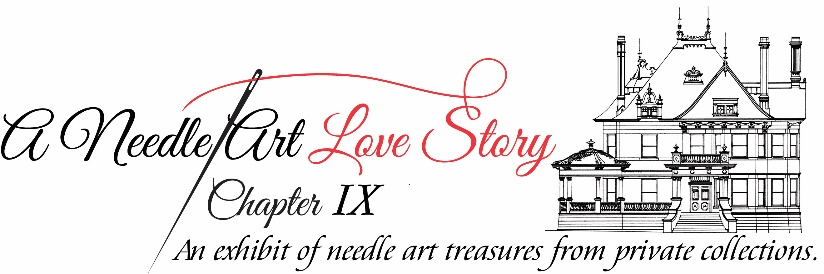 A Needle Art Love Story
Chapter IX
An exhibit of needle art treasures from private collections.